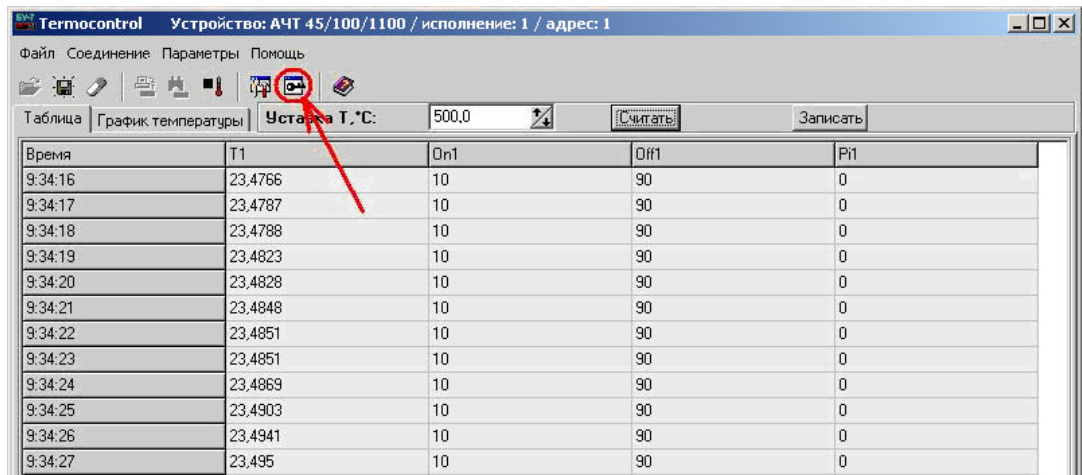 Termocontrol Устройство: АЧТ 45/100/1100 / исполнение: 1 / адрес: 1
Файл Соединение Параметры Помощь
Таблица График температуры Уставка T,°C: 500,0 Считать Записать
Время T1 On1 Off1 Pi1
9:34:16 23,4766 10 90 0
9:34:17 23,4787 10 90 0
9:34:18 23,4788 10 90 0
9:34:19 23,4823 10 90 0
9:34:20 23,4828 10 90 0
9:34:21 23,4848 10 90 0
9:34:22 23,4851 10 90 0
9:34:23 23,4851 10 90 0
9:34:24 23,4869 10 90 0
9:34:25 23,4903 10 90 0
9:34:26 23,4941 10 90 0
9:34:27 23,495 10 90 0